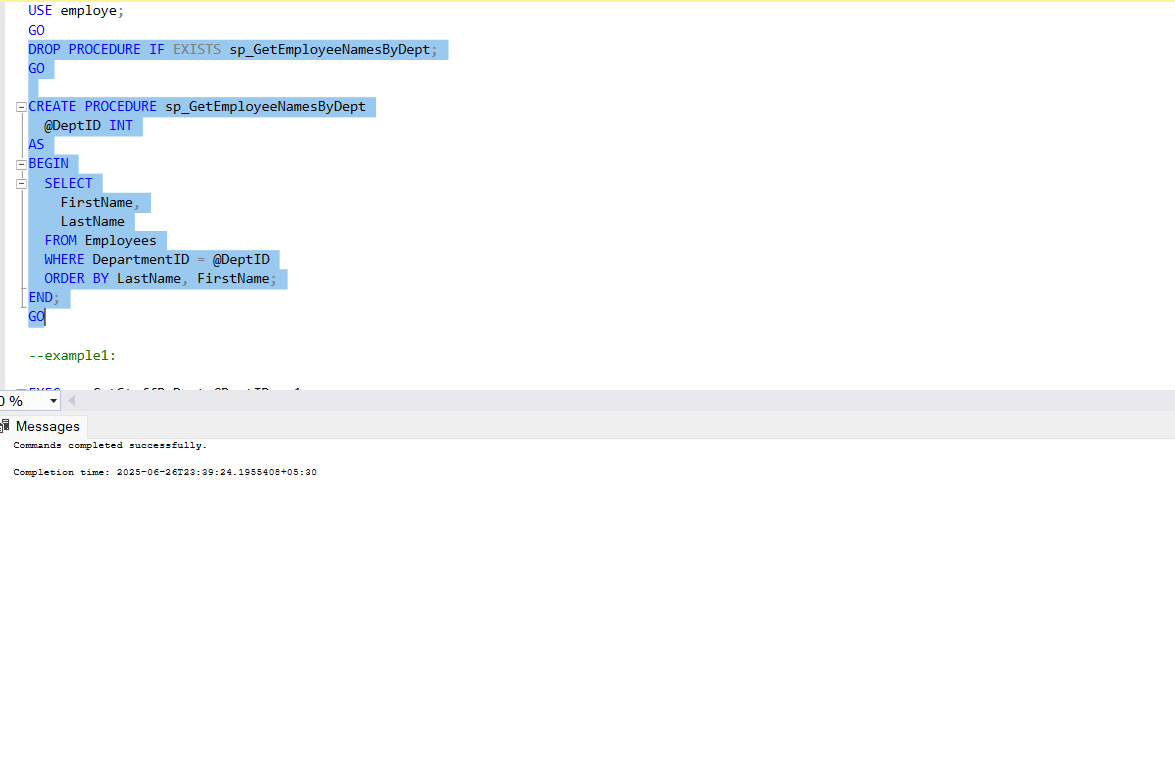 USE employe;
GO
DROP PROCEDURE IF EXISTS sp_GetEmployeeNamesByDept;
GO
CREATE PROCEDURE sp_GetEmployeeNamesByDept
@DeptID INT
AS
BEGIN
SELECT
FirstName,
LastName
FROM Employees
WHERE DepartmentID = @DeptID
ORDER BY LastName, FirstName;
END;
GO
--example1:
0 %
Messages
Commands completed successfully.
Completion time: 2025-06-26T23:39:24.1955408+05:30